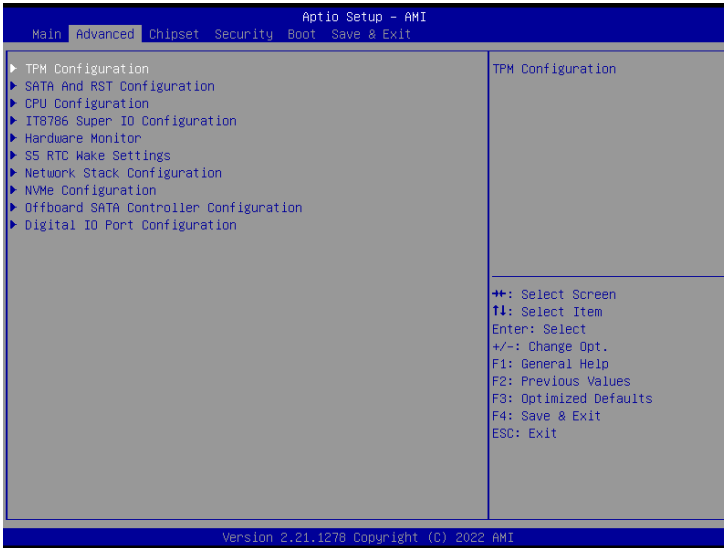 Aptio Setup – AMI
Main Advanced Chipset Security Boot Save & Exit
TPM Configuration
SATA And RST Configuration
CPU Configuration
IT8786 Super IO Configuration
Hardware Monitor
S5 RTC Wake Settings
Network Stack Configuration
NVMe Configuration
Offboard SATA Controller Configuration
Digital IO Port Configuration
TPM Configuration
→←: Select Screen
↑↓: Select Item
Enter: Select
+/-: Change Opt.
F1: General Help
F2: Previous Values
F3: Optimized Defaults
F4: Save & Exit
ESC: Exit
Version 2.21.1278 Copyright (C) 2022 AMI